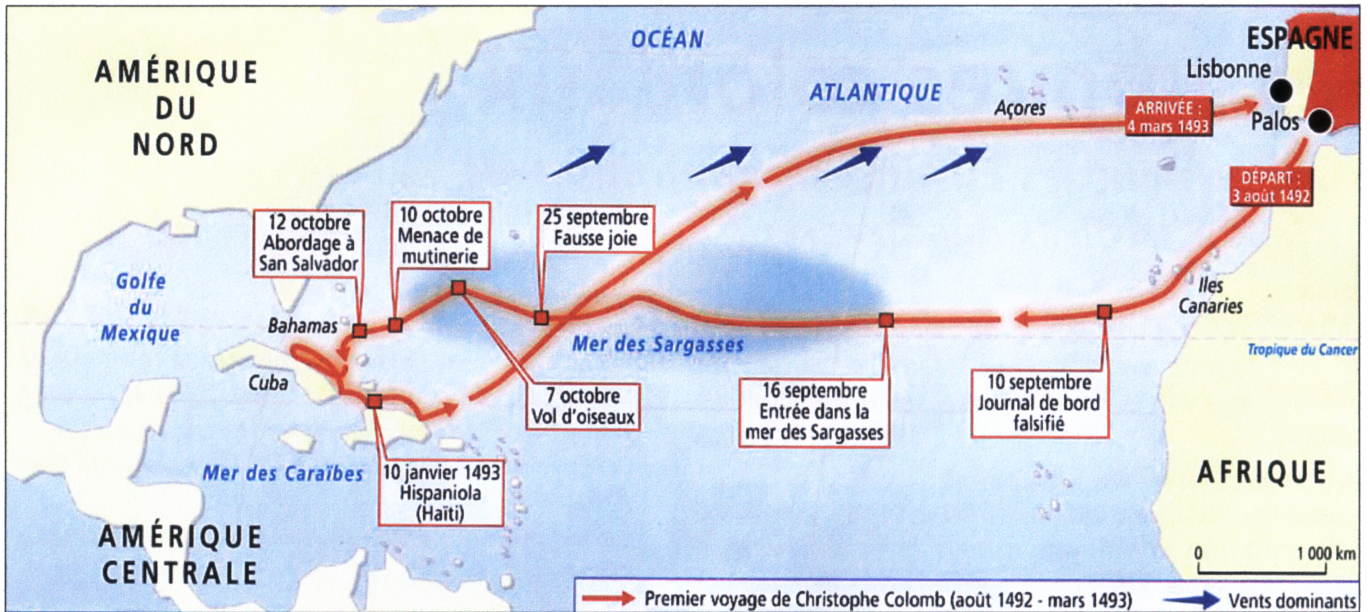 AMÉRIQUE
DU
NORD
OCÉAN
ATLANTIQUE
ESPAGNE
Lisbonne
Palos
Açores
ARRIVÉE :
4 mars 1493
DÉPART :
3 août 1492
12 octobre
Abordage à
San Salvador
10 octobre
Menace de
mutinerie
25 septembre
Fausse joie
Golfe
du
Mexique
Bahamas
Iles
Canaries
Mer des Sargasses
Tropique du Cancer
Cuba
7 octobre
Vol d'oiseaux
16 septembre
Entrée dans la
mer des Sargasses
10 septembre
Journal de bord
falsifié
Mer des Caraïbes
10 janvier 1493
Hispaniola
(Haïti)
AFRIQUE
AMÉRIQUE
CENTRALE
0 1 000 km
Premier voyage de Christophe Colomb (août 1492 - mars 1493)
Vents dominants